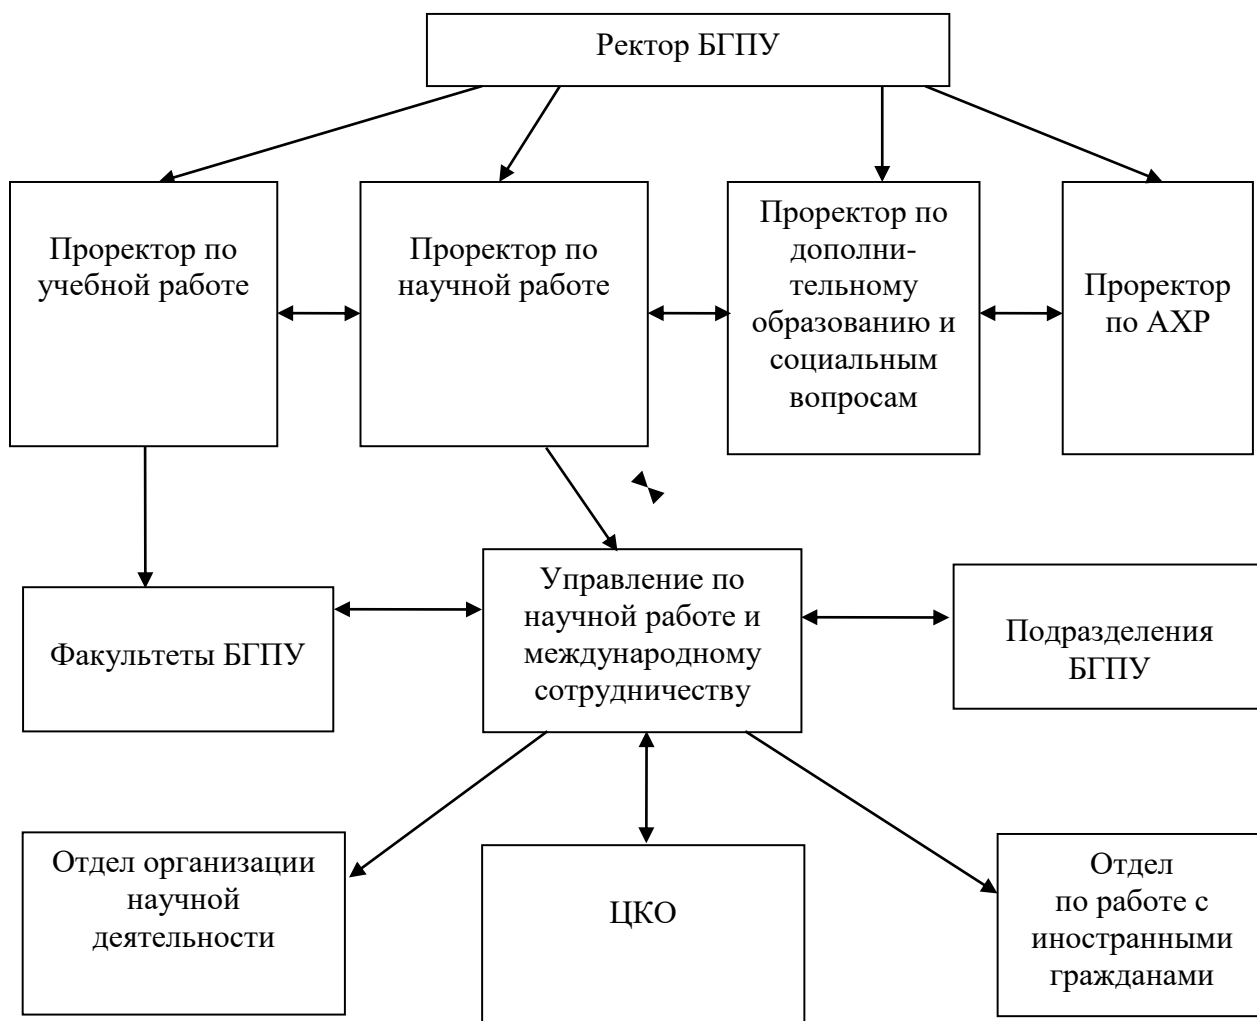 Ректор БГПУ
Проректор по
учебной работе
Проректор по
научной работе
Проректор по
дополни-
тельному
образованию и
социальным
вопросам
Проректор
по АХР
Факультеты БГПУ
Управление по
научной работе и
международному
сотрудничеству
Подразделения
БГПУ
Отдел организации
научной
деятельности
ЦКО
Отдел
по работе с
иностранными
гражданами